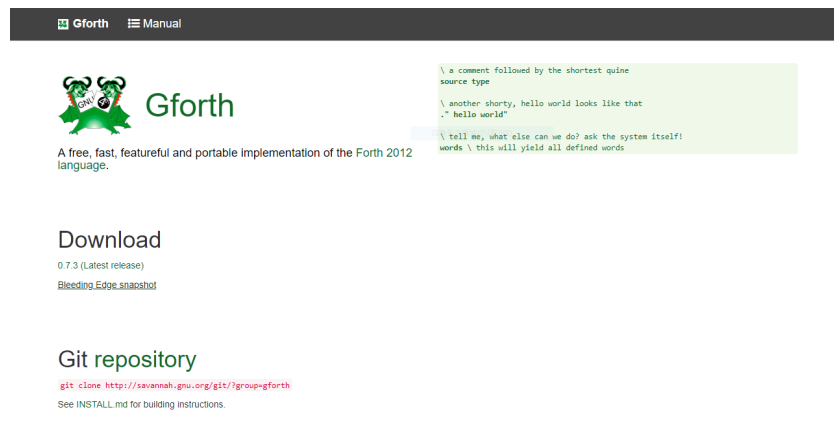 Gforth Manual
GNU
Gforth
A free, fast, featureful and portable implementation of the Forth 2012
language.
\ a comment followed by the shortest quine
source type
\ another shorty, hello world looks like that
." hello world"
\ tell me, what else can we do? ask the system itself!
words \ this will yield all defined words
Download
0.7.3 (Latest release)
Bleeding Edge snapshot
Git repository
git clone http://savannah.gnu.org/git/?group=gforth
See INSTALL.md for building instructions.